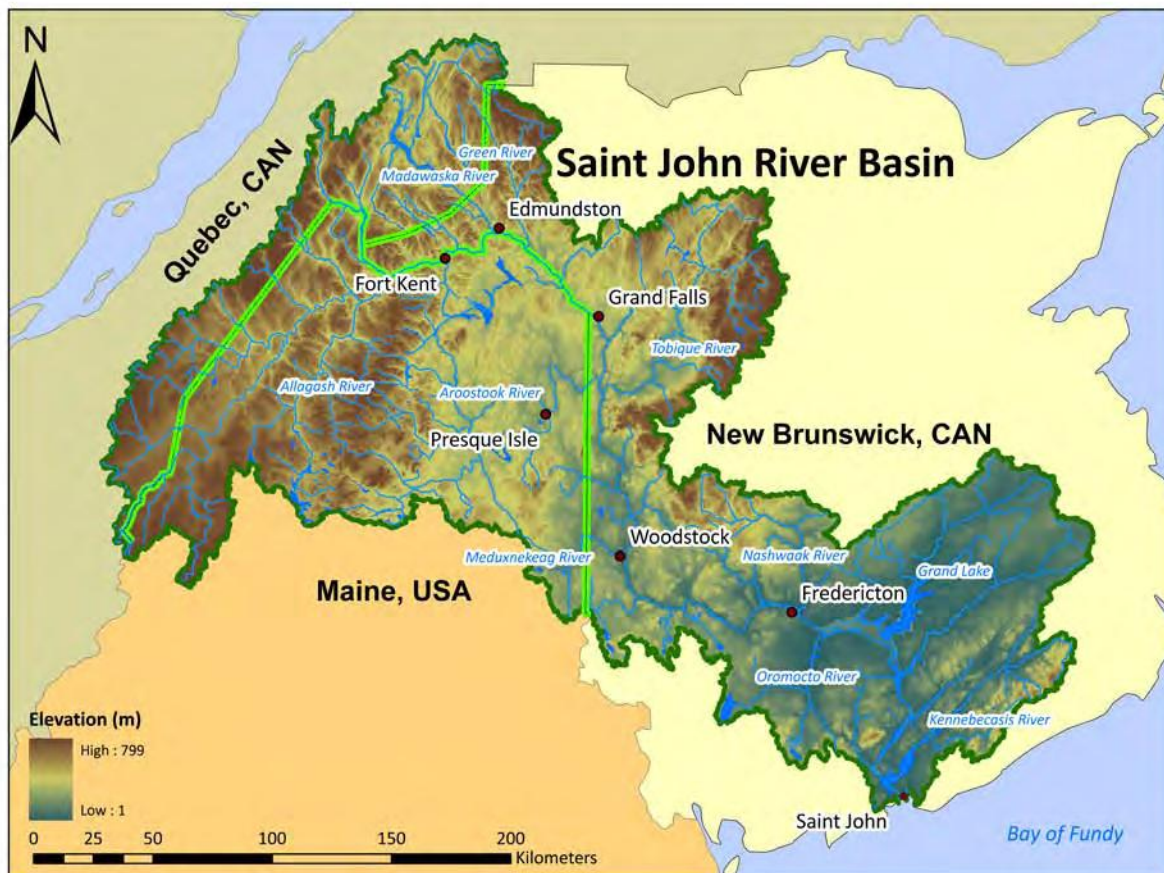 N
Quebec, CAN
Green River
Madawaska River
Saint John River Basin
Edmundston
Fort Kent
Grand Falls
Tobique River
Allagash River
Aroostook River
Presque Isle
New Brunswick, CAN
Meduxnekeag River
Woodstock
Nashwaak River
Grand Lake
Maine, USA
Fredericton
Oromocto River
Elevation (m)
High : 799
Low : 1
Kennebecasis River
Saint John
Bay of Fundy
0 25 50 100 150 200
Kilometers